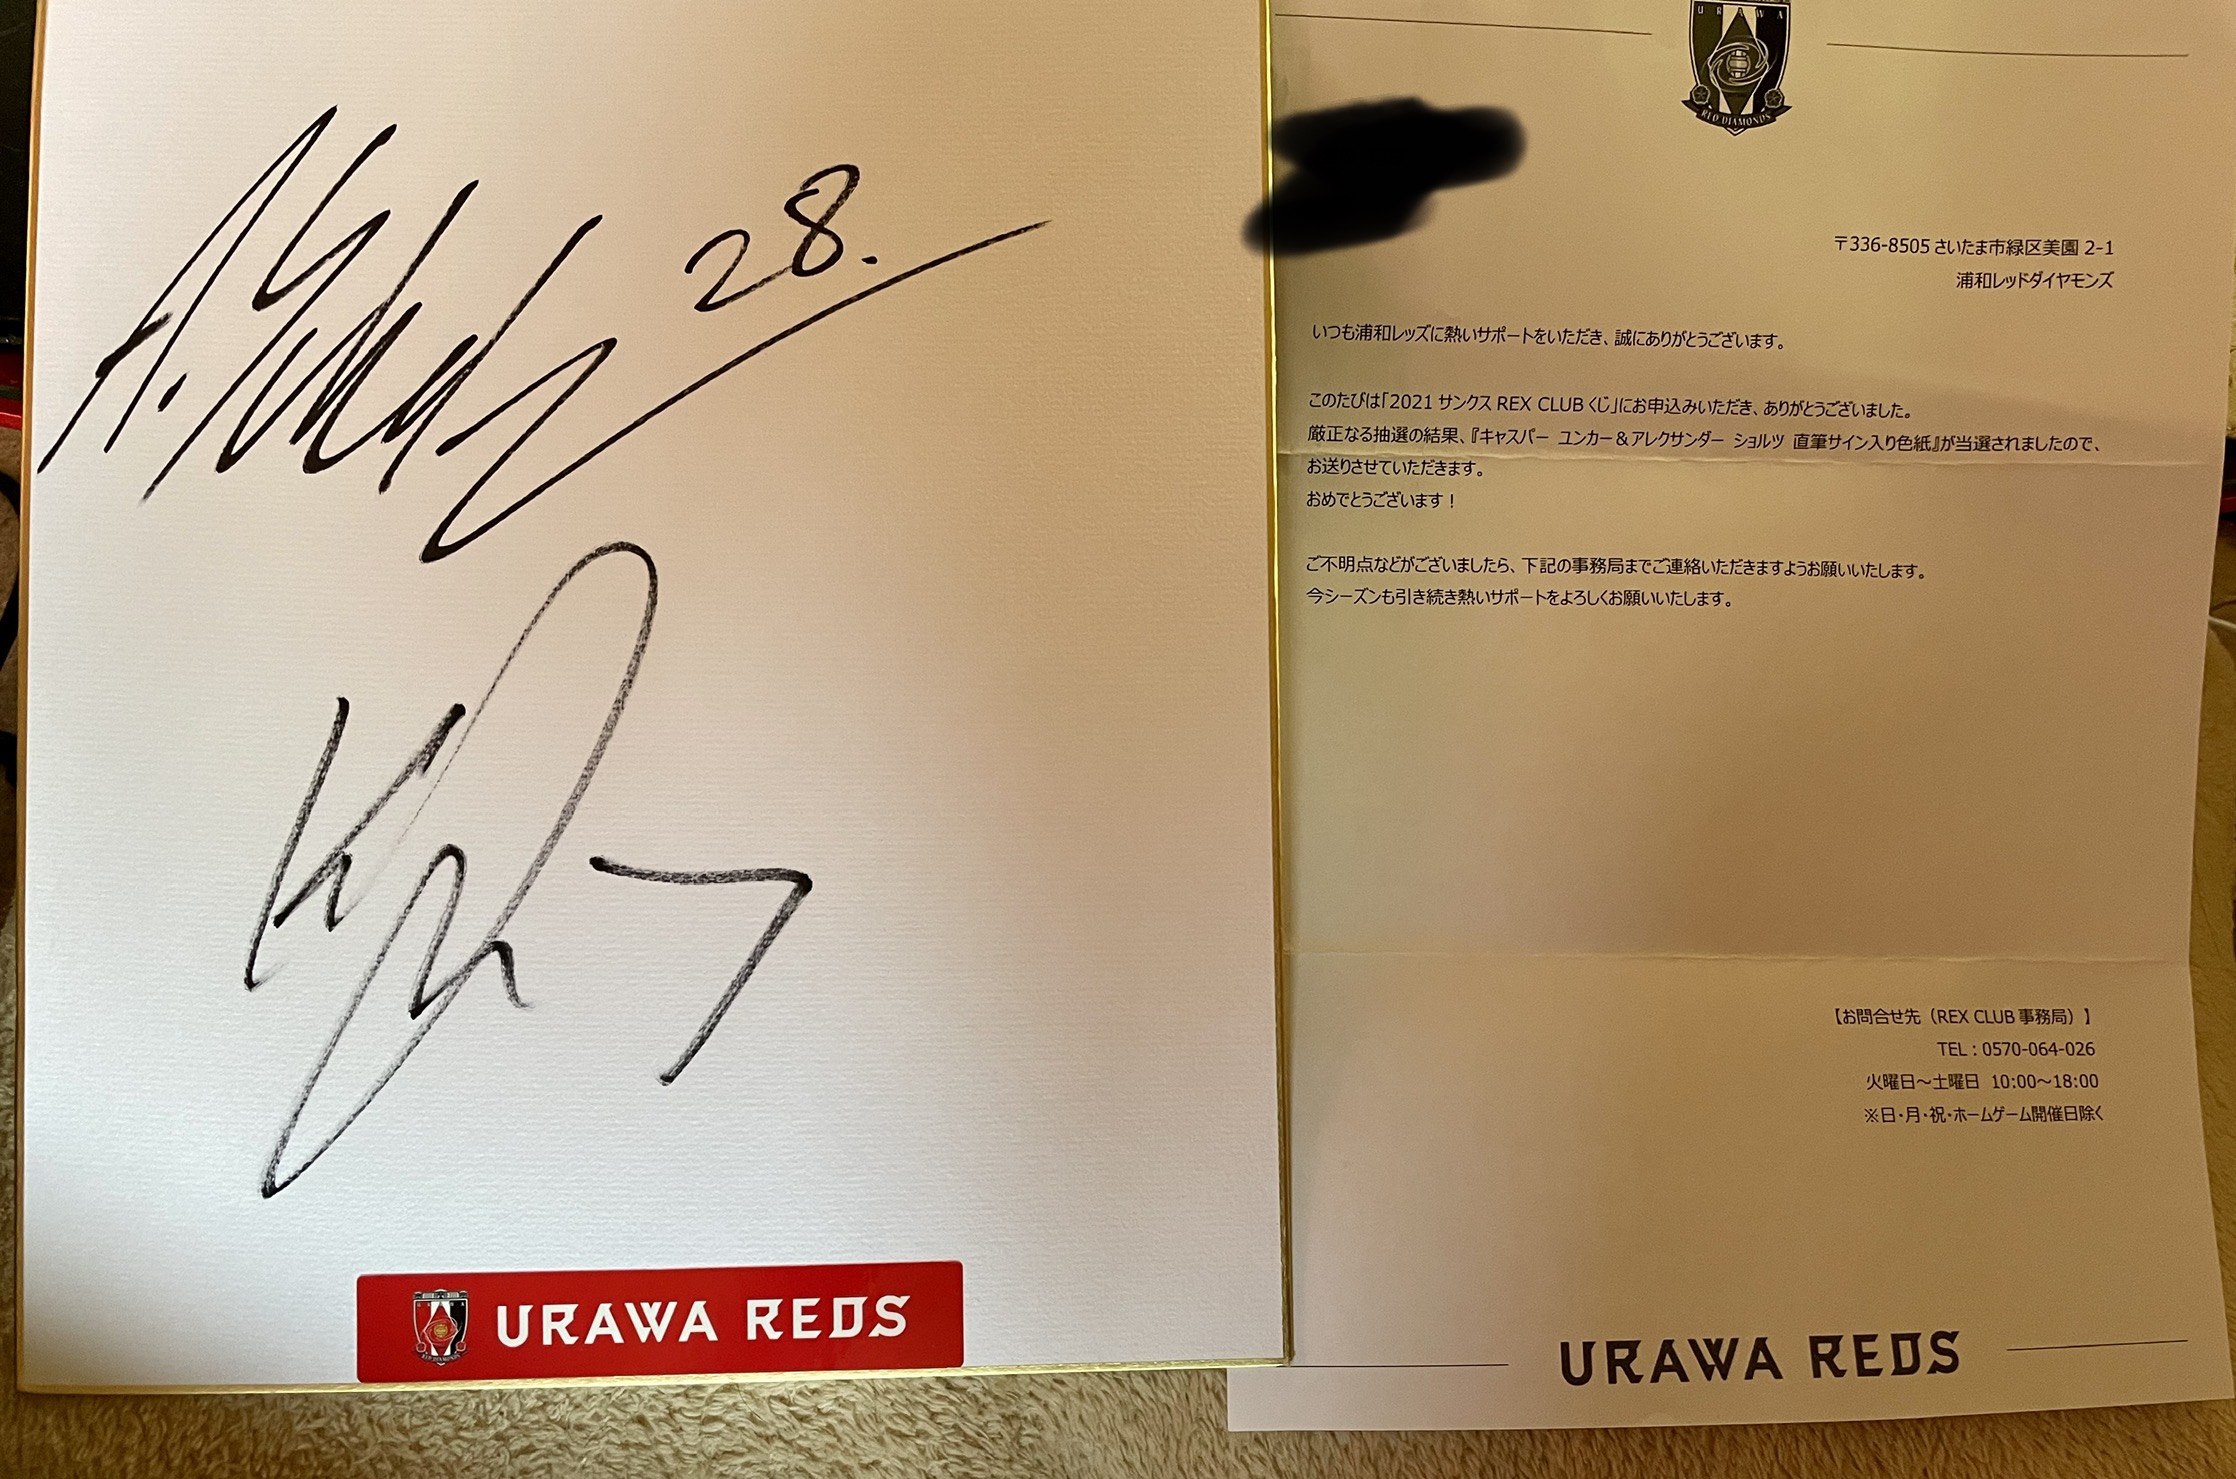 A. Scholz 28.
7
URAWA REDS
URAWA
RED DIAMONDS
〒336-8505 さいたま市緑区美園 2-1
浦和レッドダイヤモンズ
いつも浦和レッズに熱いサポートをいただき、誠にありがとうございます。
このたびは「2021 サンクス REX CLUB くじ」にお申込みいただき、ありがとうございました。
厳正なる抽選の結果、『キャスパー ユンカー＆アレクサンダー ショルツ 直筆サイン入り色紙』が当選されましたので、
お送りさせていただきます。
おめでとうございます！
ご不明点などがございましたら、下記の事務局までご連絡いただきますようお願いいたします。
今シーズンも引き続き熱いサポートをよろしくお願いいたします。
【お問合せ先（REX CLUB 事務局）】
TEL：0570-064-026
火曜日～土曜日 10:00～18:00
※日・月・祝・ホームゲーム開催日除く
URAWA REDS